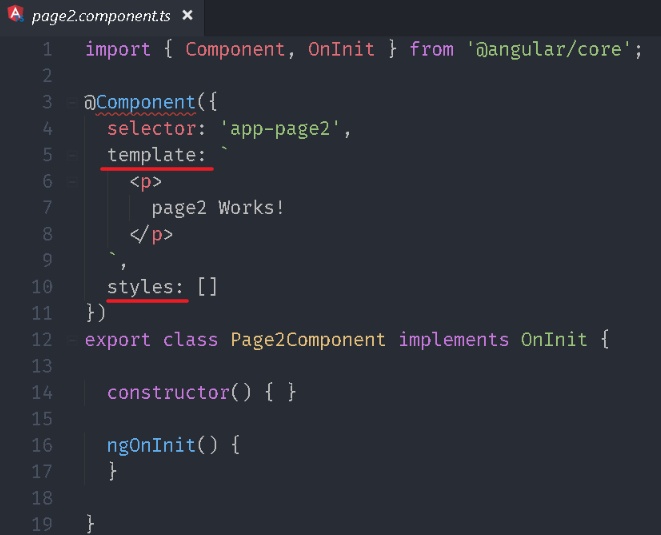 page2.component.ts ×
1 import { Component, OnInit } from '@angular/core';
2
3 @Component({
4   selector: 'app-page2',
5   template: `
6     <p>
7       page2 Works!
8     </p>
9   `,
10   styles: []
11 })
12 export class Page2Component implements OnInit {
13
14   constructor() { }
15
16   ngOnInit() {
17   }
18
19 }